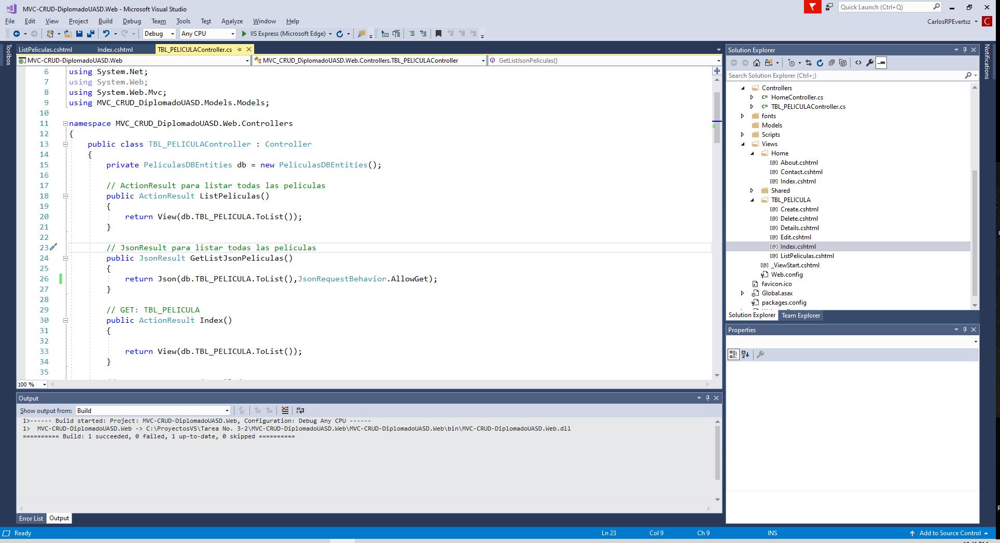 MVC-CRUD-DiplomadoUASD.Web - Microsoft Visual Studio
Quick Launch (Ctrl+Q)
File Edit View Project Build Debug Team Tools Test Analyze Window Help
CarlosRPEvertsz C
Debug Any CPU IIS Express (Microsoft Edge)
Toolbox
ListPeliculas.cshtml Index.cshtml TBL_PELICULAController.cs
MVC-CRUD-DiplomadoUASD.Web MVC_CRUD_DiplomadoUASD.Web.Controllers.TBL_PELICULAController GetListJsonPeliculas()
6 using System.Net;
7 using System.Web;
8 using System.Web.Mvc;
9 using MVC_CRUD_DiplomadoUASD.Models.Models;
10
11 namespace MVC_CRUD_DiplomadoUASD.Web.Controllers
12 {
13 public class TBL_PELICULAController : Controller
14 {
15 private PeliculasDBEntities db = new PeliculasDBEntities();
16
17 // ActionResult para listar todas las peliculas
18 public ActionResult ListPeliculas()
19 {
20 return View(db.TBL_PELICULA.ToList());
21 }
22
23 // JsonResult para listar todas las peliculas
24 public JsonResult GetListJsonPeliculas()
25 {
26 return Json(db.TBL_PELICULA.ToList(),JsonRequestBehavior.AllowGet);
27 }
28
29 // GET: TBL_PELICULA
30 public ActionResult Index()
31 {
32
33 return View(db.TBL_PELICULA.ToList());
34 }
35
100 %
Output
Show output from: Build
1>------ Build started: Project: MVC-CRUD-DiplomadoUASD.Web, Configuration: Debug Any CPU ------
1> MVC-CRUD-DiplomadoUASD.Web -> C:\ProyectosVS\Tarea No. 3-2\MVC-CRUD-DiplomadoUASD.Web\MVC-CRUD-DiplomadoUASD.Web\bin\MVC-CRUD-DiplomadoUASD.Web.dll
========== Build: 1 succeeded, 0 failed, 1 up-to-date, 0 skipped ==========
Error List Output
Solution Explorer
Search Solution Explorer (Ctrl+;)
Controllers
C# HomeController.cs
C# TBL_PELICULAController.cs
fonts
Models
Scripts
Views
Home
[@] About.cshtml
[@] Contact.cshtml
[@] Index.cshtml
Shared
TBL_PELICULA
[@] Create.cshtml
[@] Delete.cshtml
[@] Details.cshtml
[@] Edit.cshtml
[@] Index.cshtml
[@] ListPeliculas.cshtml
[@] _ViewStart.cshtml
Web.config
favicon.ico
Global.asax
packages.config
Solution Explorer Team Explorer
Properties
Notifications
Ready Ln 23 Col 9 Ch 9 INS Add to Source Control